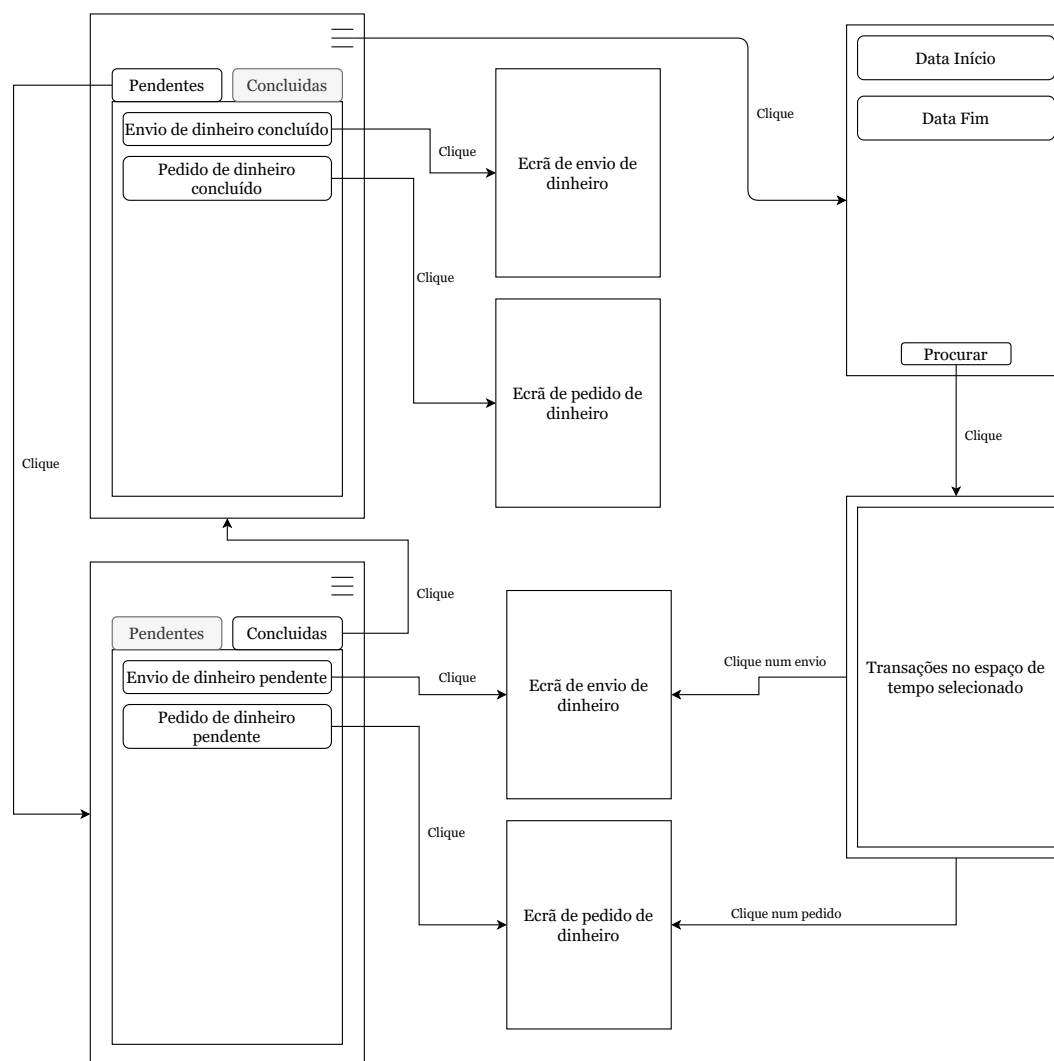 Pendentes
Concluidas
Envio de dinheiro concluído
Pedido de dinheiro
concluído
Clique
Clique
Ecrã de envio de
dinheiro
Ecrã de pedido de
dinheiro
Clique
Data Início
Data Fim
Procurar
Clique
Clique
Pendentes
Concluidas
Clique
Envio de dinheiro pendente
Pedido de dinheiro
pendente
Clique
Clique
Ecrã de envio de
dinheiro
Ecrã de pedido de
dinheiro
Clique num envio
Clique num pedido
Transações no espaço de
tempo selecionado